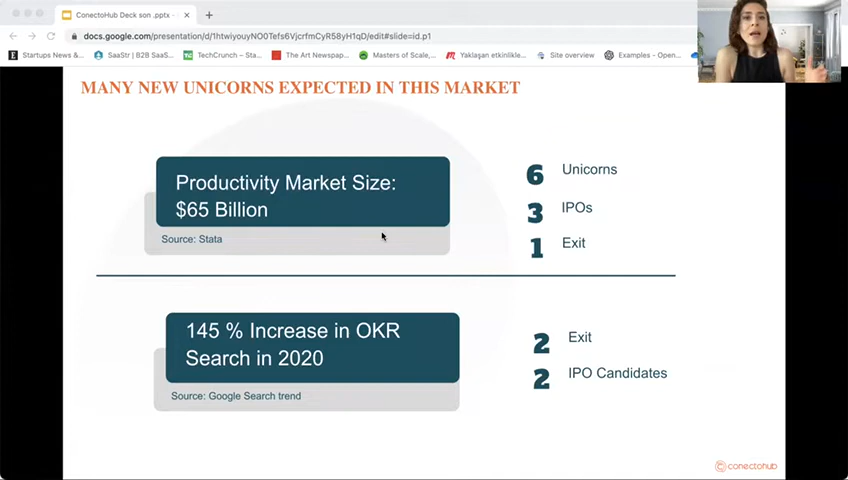 ConectoHub Deck son .pptx -
docs.google.com/presentation/d/1htwiyouyNO0Tefs6VjcrfmCyR58yH1qD/edit#slide=id.p1
Startups News &...
SaaStr | B2B SaaS...
TechCrunch – Sta...
The Art Newspap...
Masters of Scale,...
Yaklaşan etkinlikle...
Site overview
Examples - Open...
MANY NEW UNICORNS EXPECTED IN THIS MARKET
Productivity Market Size:
$65 Billion
Source: Stata
6 Unicorns
3 IPOs
1 Exit
145 % Increase in OKR
Search in 2020
Source: Google Search trend
2 Exit
2 IPO Candidates
conectohub